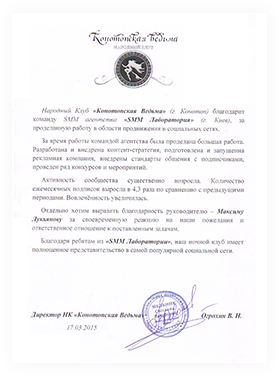 Конотопская ведьма
НАРОДНЫЙ КЛУБ
Народный Клуб «Конотопская Ведьма» (г. Конотоп) благодарит
команду SMM агентства «SMM Лаборатория» (г. Киев), за
проделанную работу в области продвижения в социальных сетях.
За время работы командой агентства была проделана большая работа.
Разработана и внедрена контент-стратегия, подготовлена и запущенна
рекламная компания, внедрены стандарты общения с подписчиками,
проведен ряд конкурсов и мероприятий.
Активность сообщества существенно возросла. Количество
ежемесячных подписок выросла в 4,3 раза по сравнению с предыдущими
периодами. Вовлечённость увеличилась.
Отдельно хотим выразить благодарность руководителю – Максиму
Лукьянову за своевременную реакцию на наши пожелания и
ответственное отношение к поставленным задачам.
Благодаря ребятам из «SMM Лаборатории», наш ночной клуб имеет
полноценное представительство в самой популярной социальной сети.
Директор НК «Конотопская Ведьма» Огрохин В. Н.
17.03.2015